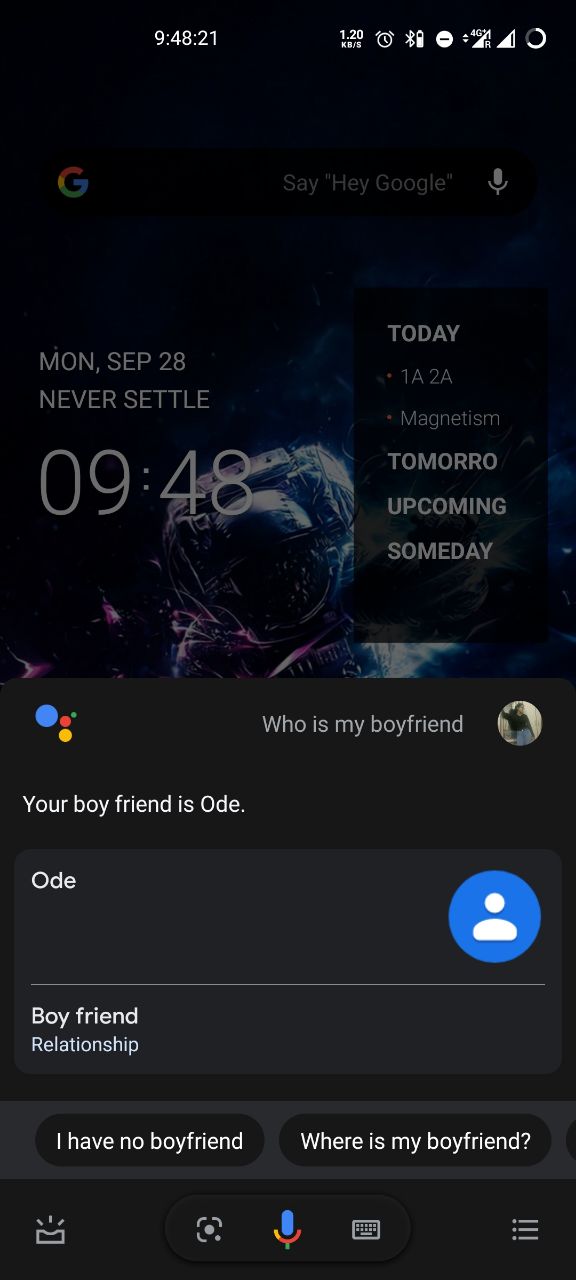 9:48:21
1.20
KB/S
4G+
R
Say "Hey Google"
MON, SEP 28
NEVER SETTLE
09:48
TODAY
• 1A 2A
• Magnetism
TOMORRO
UPCOMING
SOMEDAY
Who is my boyfriend
Your boy friend is Ode.
Ode
Boy friend
Relationship
I have no boyfriend
Where is my boyfriend?